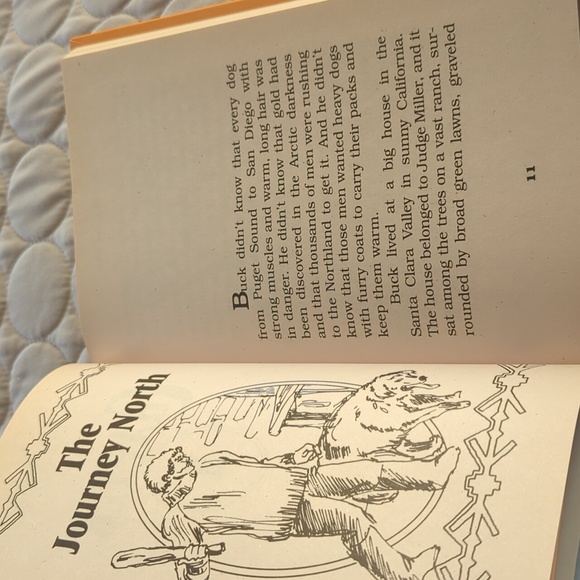 The
Journey North
Buck didn't know that every dog
from Puget Sound to San Diego with
strong muscles and warm, long hair was
in danger. He didn't know that gold had
been discovered in the Arctic darkness
and that thousands of men were rushing
to the Northland to get it. And he didn't
know that those men wanted heavy dogs
with furry coats to carry their packs and
keep them warm.
Buck lived at a big house in the
Santa Clara Valley in sunny California.
The house belonged to Judge Miller, and it
sat among the trees on a vast ranch, sur-
rounded by broad green lawns, graveled
11